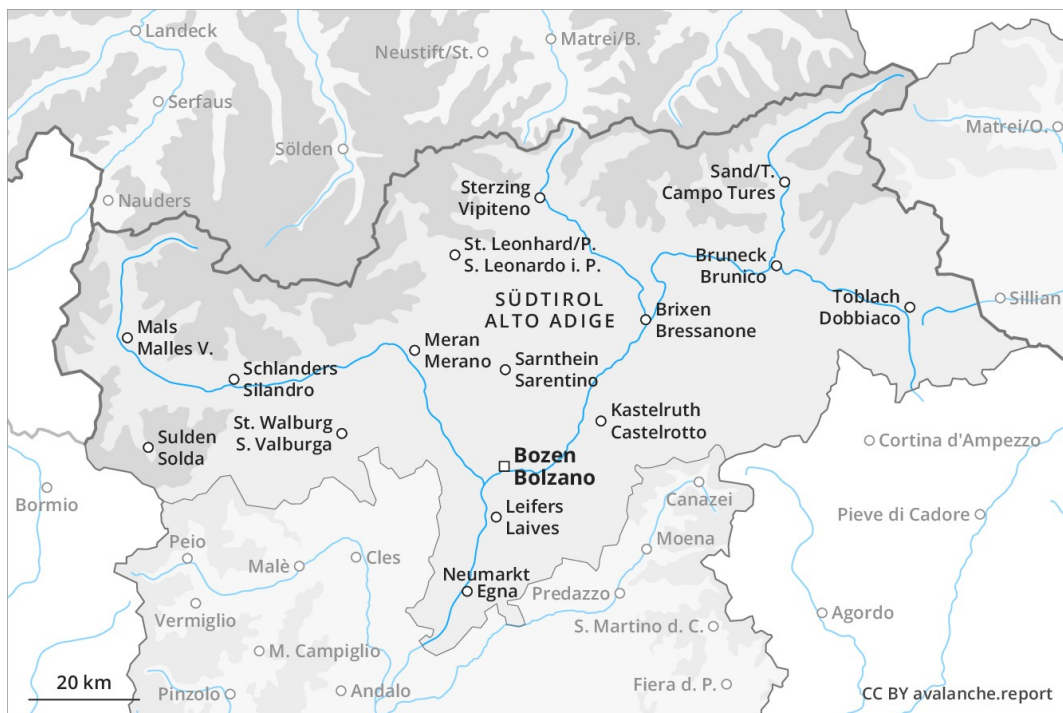 Landeck
Neustift/St.
Matrei/B.
Serfaus
Matrei/O.
Sölden
Sand/T.
Campo Tures
Nauders
Sterzing
Vipiteno
St. Leonhard/P.
S. Leonardo i. P.
Bruneck
Brunico
SÜDTIROL
ALTO ADIGE
Toblach
Dobbiaco
Sillian
Brixen
Bressanone
Mals
Malles V.
Meran
Merano
Schlanders
Silandro
Sarnthein
Sarentino
St. Walburg
S. Valburga
Kastelruth
Castelrotto
Sulden
Solda
Cortina d'Ampezzo
Bozen
Bolzano
Bormio
Canazei
Leifers
Laives
Pieve di Cadore
Peio
Malè
Cles
Moena
Neumarkt
Egna
Predazzo
Vermiglio
Agordo
S. Martino d. C.
M. Campiglio
20 km
Pinzolo
Andalo
Fiera d. P.
CC BY avalanche.report